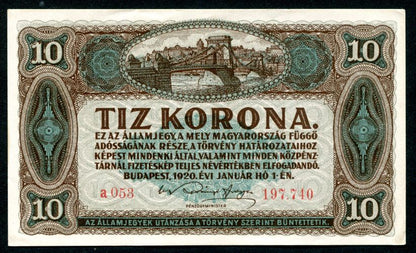 10 10
TIZ KORONA.
EZ AZ ÁLLAMJEGY, A MELY MAGYARORSZÁG FÜGGŐ
ADÓSSÁGÁNAK RÉSZE, A TÖRVÉNY HATÁROZATAIHOZ
KÉPEST MINDENKI ÁLTAL, VALAMINT MINDEN KÖZPÉNZ-
TÁRNÁL FIZETÉSKÉP TELJES NÉVÉRTÉKBEN ELFOGADANDÓ.
BUDAPEST, 1920. ÉVI JANUÁR HÓ 1-ÉN.
a 053 197.740
PÉNZÜGYMINISTER
10 10
AZ ÁLLAMJEGYEK UTÁNZÁSA A TÖRVÉNY SZERINT BÜNTETTETIK.